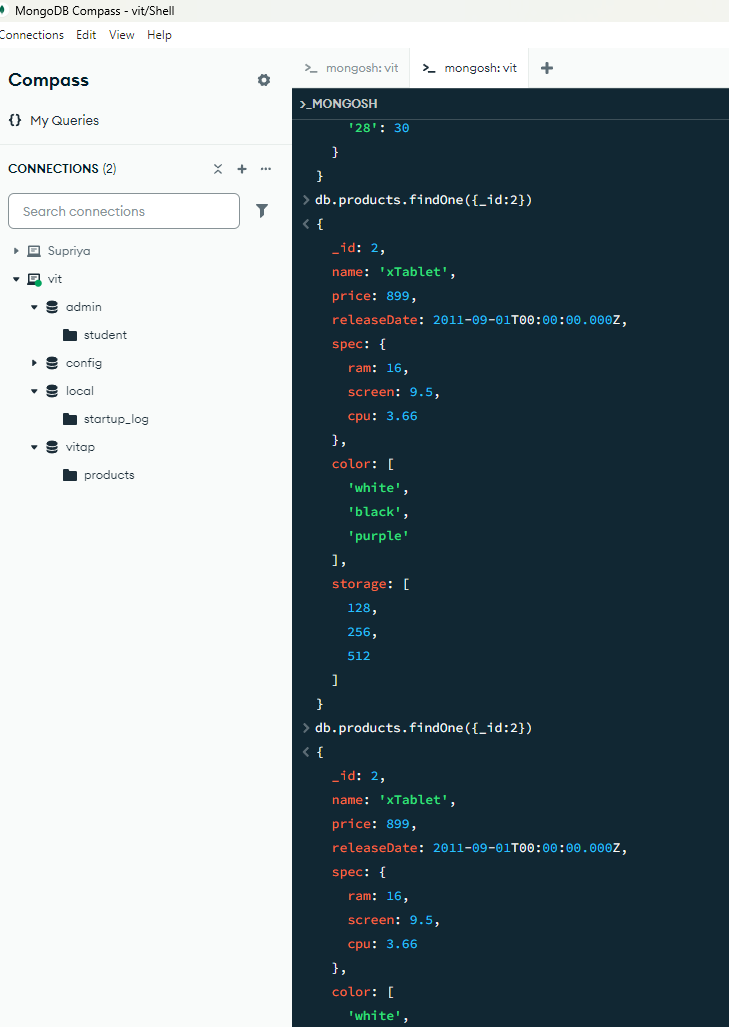 MongoDB Compass - vit/Shell
Connections Edit View Help
Compass
{} My Queries
CONNECTIONS (2)
Search connections
Supriya
vit
admin
student
config
local
startup_log
vitap
products
>_ mongosh: vit
>_ mongosh: vit
>_MONGOSH
'28': 30
}
}
> db.products.findOne({_id:2})
< {
_id: 2,
name: 'xTablet',
price: 899,
releaseDate: 2011-09-01T00:00:00.000Z,
spec: {
ram: 16,
screen: 9.5,
cpu: 3.66
},
color: [
'white',
'black',
'purple'
],
storage: [
128,
256,
512
]
}
> db.products.findOne({_id:2})
< {
_id: 2,
name: 'xTablet',
price: 899,
releaseDate: 2011-09-01T00:00:00.000Z,
spec: {
ram: 16,
screen: 9.5,
cpu: 3.66
},
color: [
'white',